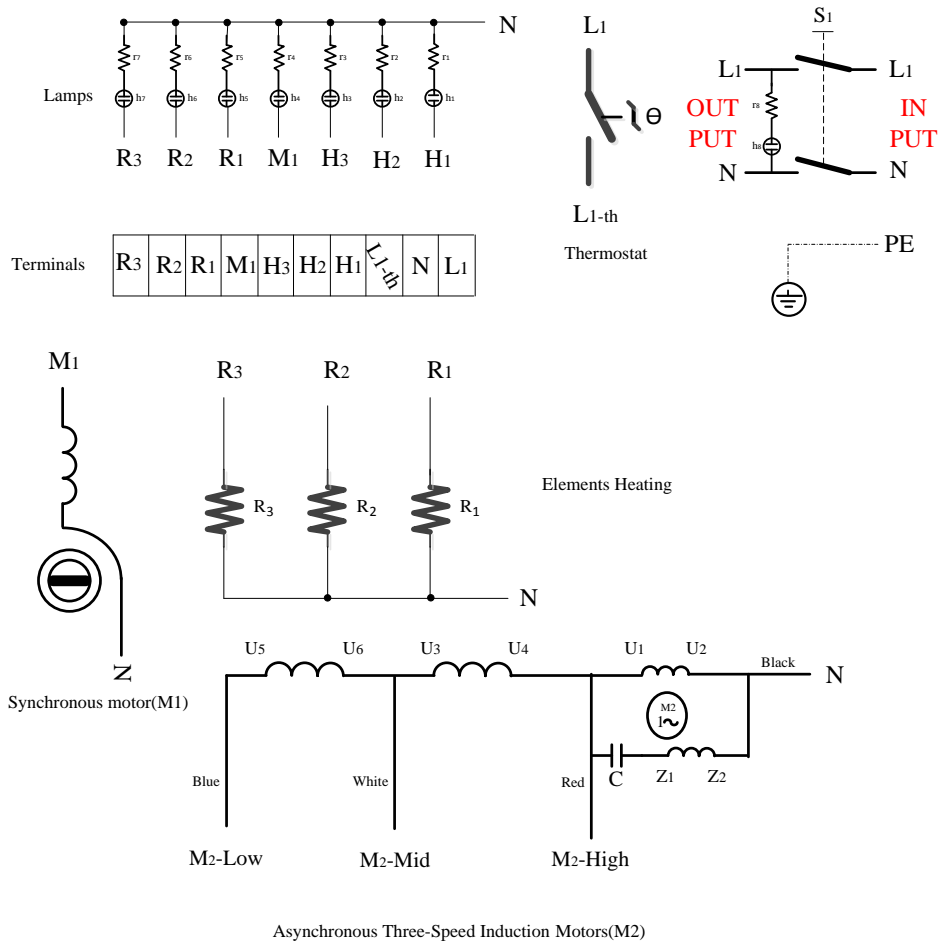 N
r7 r6 r5 r4 r3 r2 r1
Lamps h7 h6 h5 h4 h3 h2 h1
R3 R2 R1 M1 H3 H2 H1
L1
Θ
L1-th
Thermostat
S1
L1 L1
OUT PUT r8 IN PUT
h8
N N
PE
Terminals R3 R2 R1 M1 H3 H2 H1 L1-th N L1
M1
N
Synchronous motor(M1)
R3 R2 R1
R3 R2 R1
Elements Heating
N
U5 U6 U3 U4 U1 U2
Black N
M2
1~
Blue White Red C Z1 Z2
M2-Low M2-Mid M2-High
Asynchronous Three-Speed Induction Motors(M2)